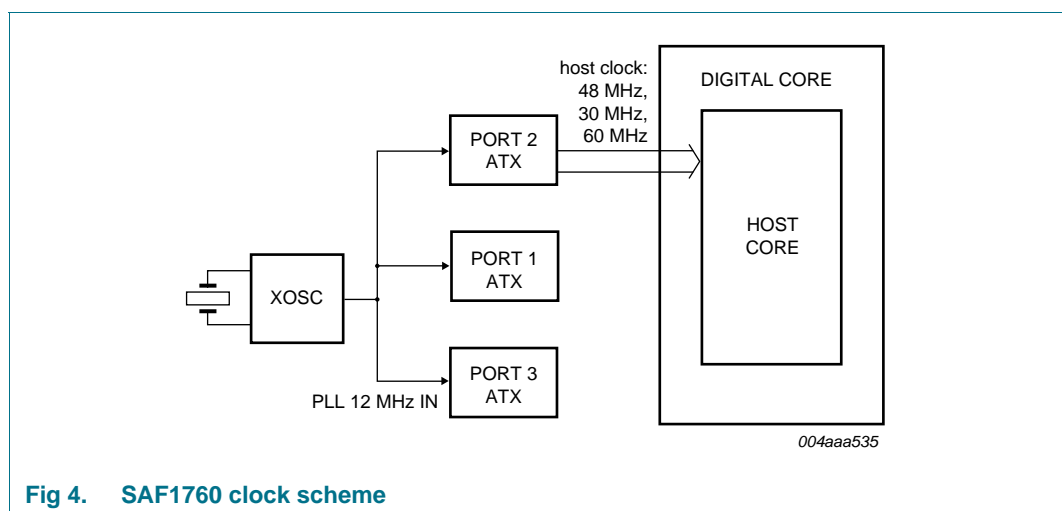 host clock:
48 MHz,
30 MHz,
60 MHz
DIGITAL CORE
PORT 2
ATX
HOST
CORE
PORT 1
ATX
XOSC
PORT 3
ATX
PLL 12 MHz IN
004aaa535
Fig 4. SAF1760 clock scheme